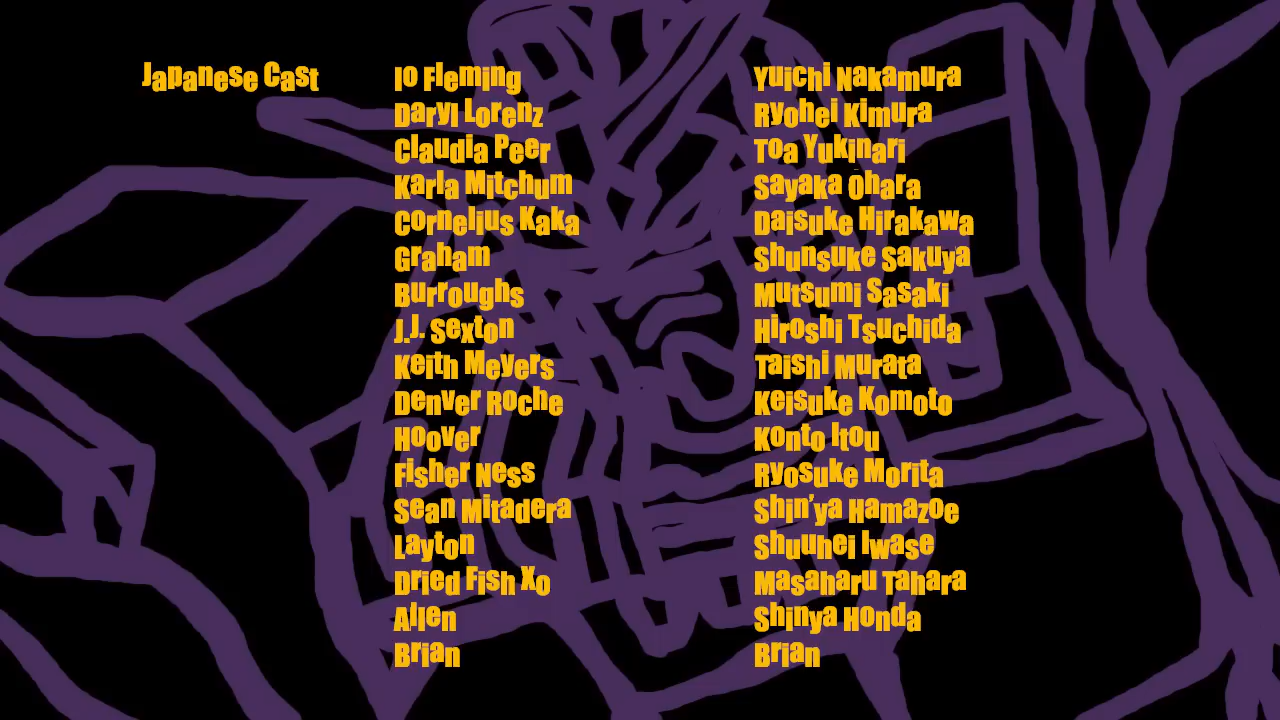 Japanese Cast IO Fleming Yuichi Nakamura
Daryl Lorenz Ryohei Kimura
Claudia Peer Toa Yukinari
Karla Mitchum Sayaka Ohara
Cornelius Kaka Daisuke Hirakawa
Graham Shunsuke Sakuya
Burroughs Mutsumi Sasaki
J.J. Sexton Hiroshi Tsuchida
Keith Meyers Taishi Murata
Denver Roche Keisuke Komoto
Hoover Konto Itou
Fisher Ness Ryosuke Morita
Sean Mitadera Shin'ya Hamazoe
Layton Shuuhei Iwase
Dried Fish Xo Masaharu Tahara
Alien Shinya Honda
Brian Brian